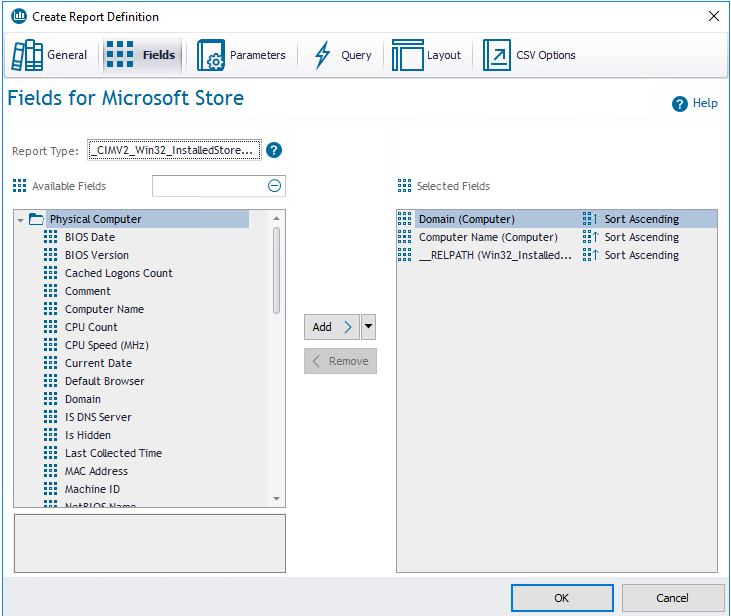 Create Report Definition
General Fields Parameters Query Layout CSV Options
Fields for Microsoft Store
Help
Report Type: _CIMV2_Win32_InstalledStore...
Available Fields
Selected Fields
Physical Computer
BIOS Date
BIOS Version
Cached Logons Count
Comment
Computer Name
CPU Count
CPU Speed (MHz)
Current Date
Default Browser
Domain
IS DNS Server
Is Hidden
Last Collected Time
MAC Address
Machine ID
NetBIOS Name
Add
Remove
Domain (Computer) Sort Ascending
Computer Name (Computer) Sort Ascending
__RELPATH (Win32_Installed... Sort Ascending
OK Cancel